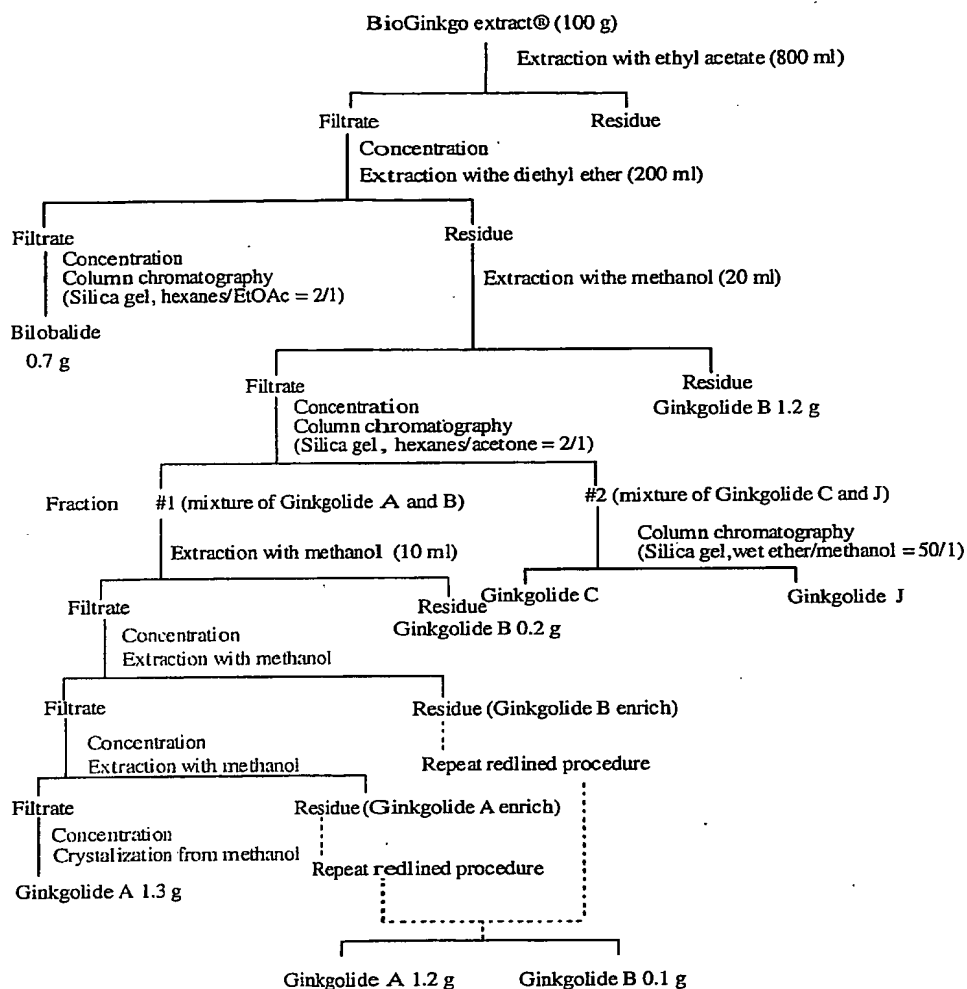 BioGinkgo extract® (100 g)
Extraction with ethyl acetate (800 ml)
Filtrate
Residue
Concentration
Extraction withe diethyl ether (200 ml)
Filtrate
Residue
Concentration
Column chromatography
(Silica gel, hexanes/EtOAc = 2/1)
Extraction withe methanol (20 ml)
Bilobalide
0.7 g
Filtrate
Residue
Ginkgolide B 1.2 g
Concentration
Column chromatography
(Silica gel, hexanes/acetone = 2/1)
Fraction
#1 (mixture of Ginkgolide A and B)
#2 (mixture of Ginkgolide C and J)
Extraction with methanol (10 ml)
Column chromatography
(Silica gel,wet ether/methanol = 50/1)
Filtrate
Residue
Ginkgolide B 0.2 g
Ginkgolide C
Ginkgolide J
Concentration
Extraction with methanol
Filtrate
Residue (Ginkgolide B enrich)
Concentration
Extraction with methanol
Repeat redlined procedure
Filtrate
Residue (Ginkgolide A enrich)
Concentration
Crystalization from methanol
Repeat redlined procedure
Ginkgolide A 1.3 g
Ginkgolide A 1.2 g
Ginkgolide B 0.1 g